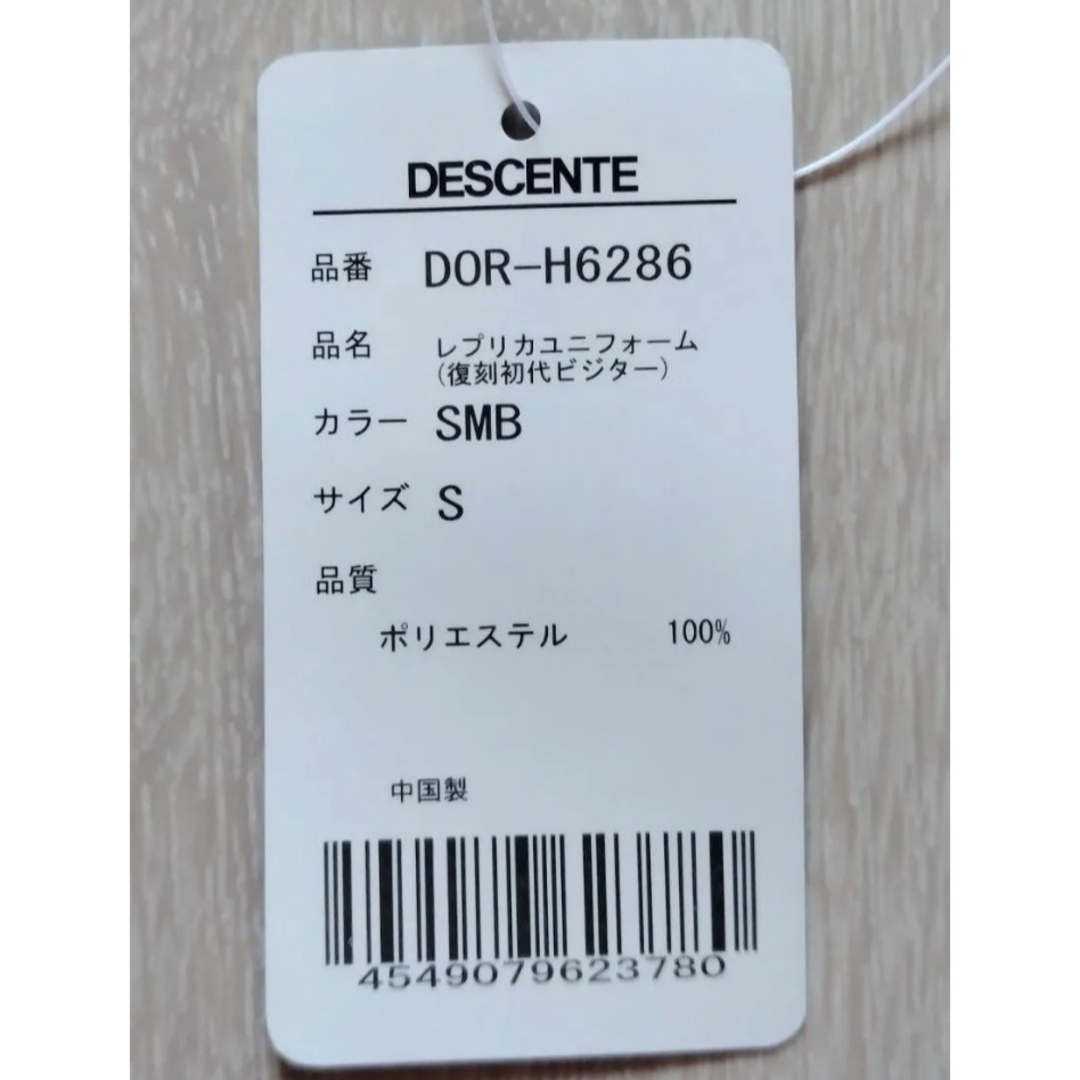 DESCENTE
品番 DOR-H6286
品名 レプリカユニフォーム
(復刻初代ビジター)
カラー SMB
サイズ S
品質
ポリエステル 100%
中国製
4549079623780